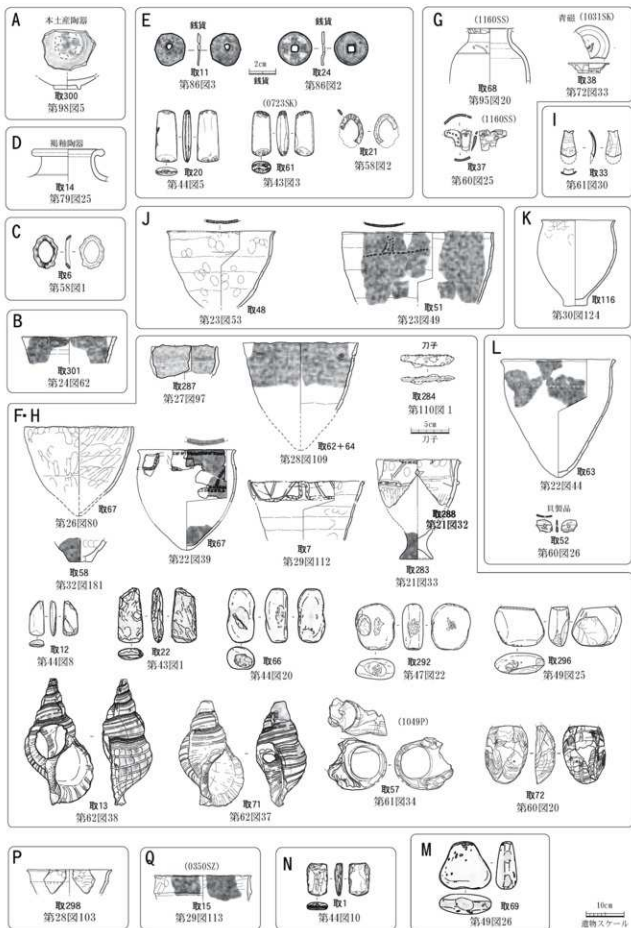 A
本土産陶器
取300
第98図5
D
褐釉陶器
取14
第79図25
C
取6
第58図1
B
取301
第24図62
E
銭貨
取11
第86図3
2cm
銭貨
銭貨
取24
第86図2
取20
第44図5
(0723SK)
取61
第43図3
取21
第58図2
G
(1160SS)
取68
第95図20
青磁 (1031SK)
取38
第72図33
(1160SS)
取37
第60図25
I
取33
第61図30
J
取48
第23図53
取51
第23図49
K
取116
第30図124
L
取63
第22図44
貝製品
取52
第60図26
F・H
取287
第27図97
取62+64
第28図109
刀子
取284
第110図1
5cm
刀子
取67
第26図80
取67
第22図39
取7
第29図112
取288
第21図32
取283
第21図33
取58
第32図181
取12
第44図8
取22
第43図1
取66
第44図20
取292
第47図22
取296
第49図25
取13
第62図38
取71
第62図37
(1049P)
取57
第61図34
取72
第60図20
P
取298
第28図103
Q
(0350SZ)
取15
第29図113
N
取1
第44図10
M
取69
第49図26
10cm
遺物スケール